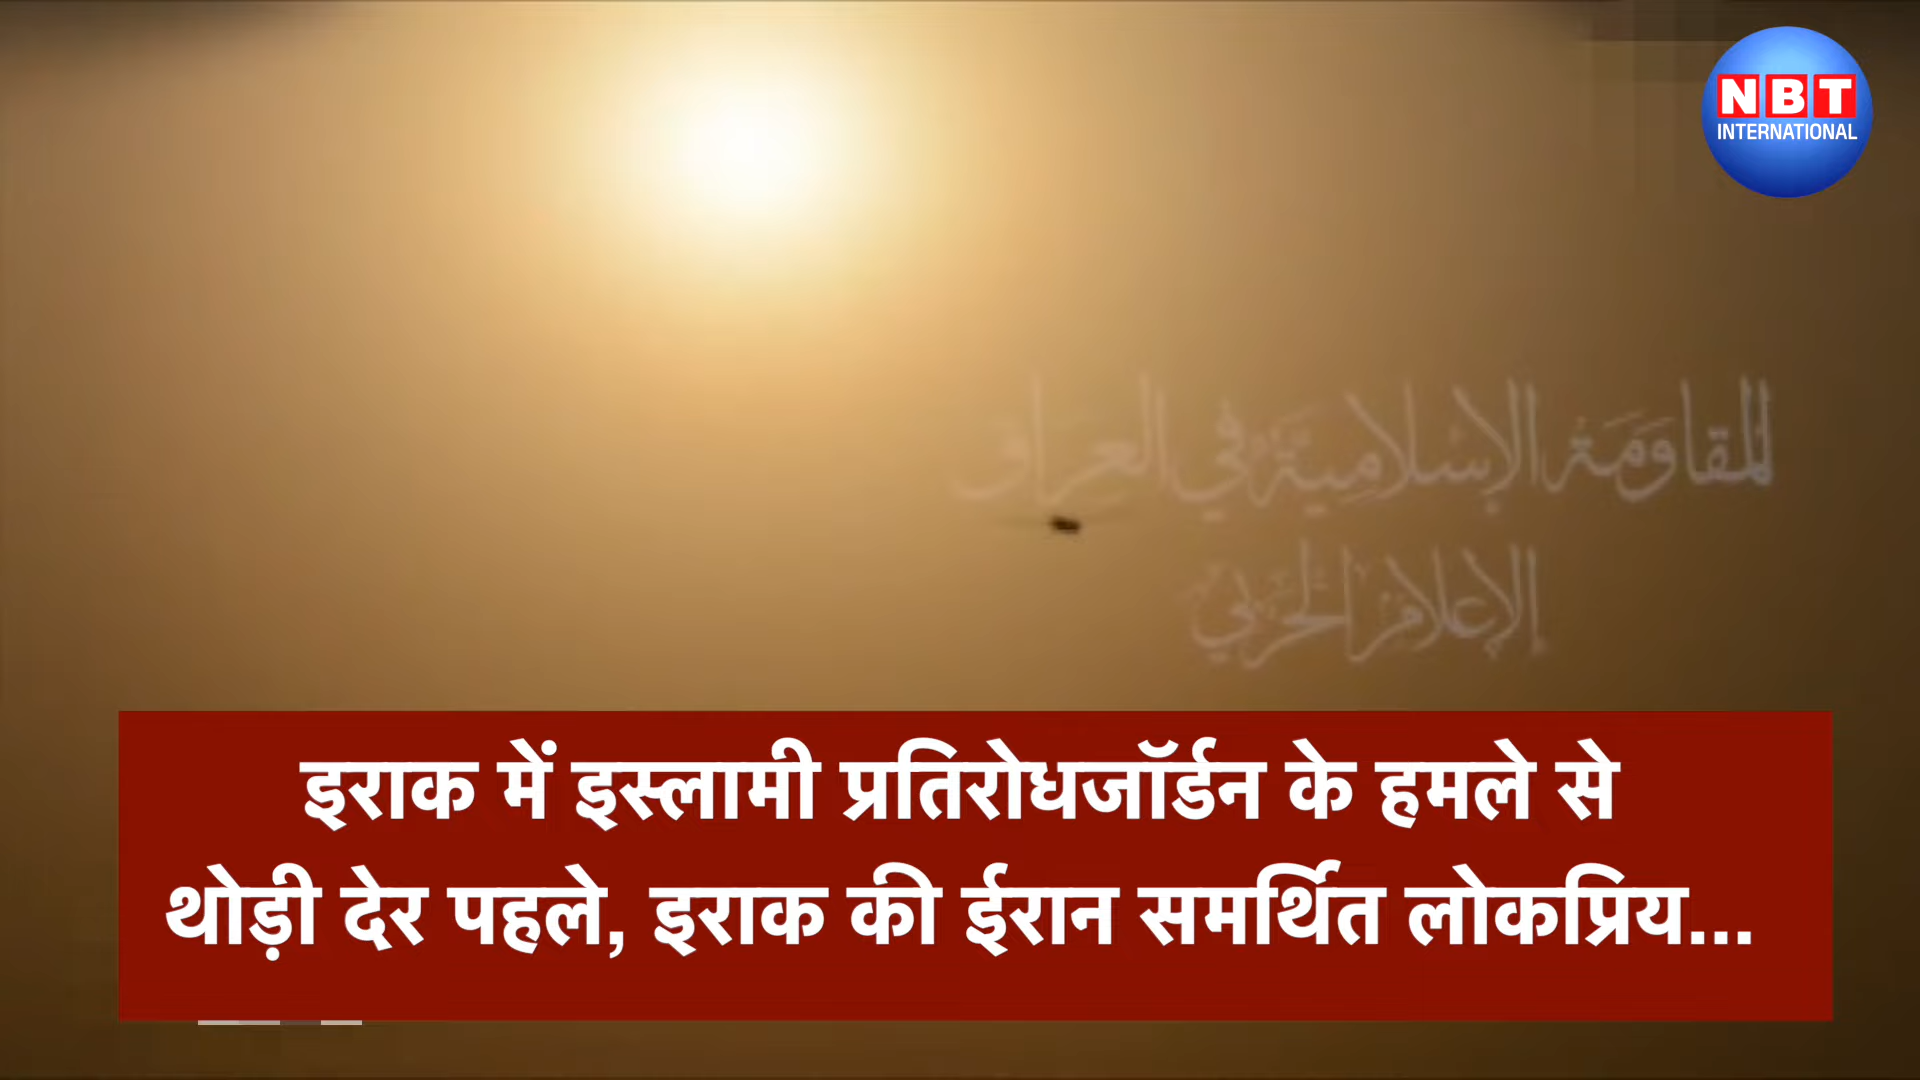 NBT
INTERNATIONAL
المقاومة الإسلامية في العراق
الإعلام الحربي
इराक में इस्लामी प्रतिरोधजॉर्डन के हमले से
थोड़ी देर पहले, इराक की ईरान समर्थित लोकप्रिय...